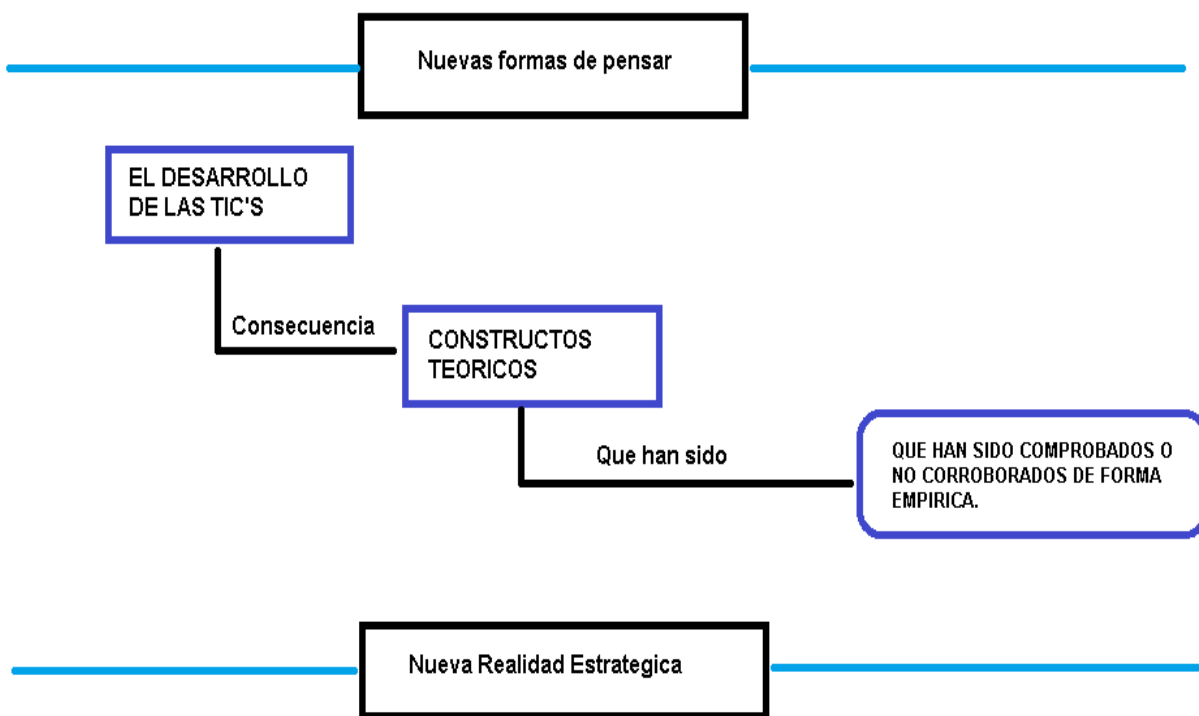 Nuevas formas de pensar
EL DESARROLLO
DE LAS TIC'S
Consecuencia
CONSTRUCTOS
TEORICOS
Que han sido
QUE HAN SIDO COMPROBADOS O
NO CORROBORADOS DE FORMA
EMPIRICA.
Nueva Realidad Estrategica